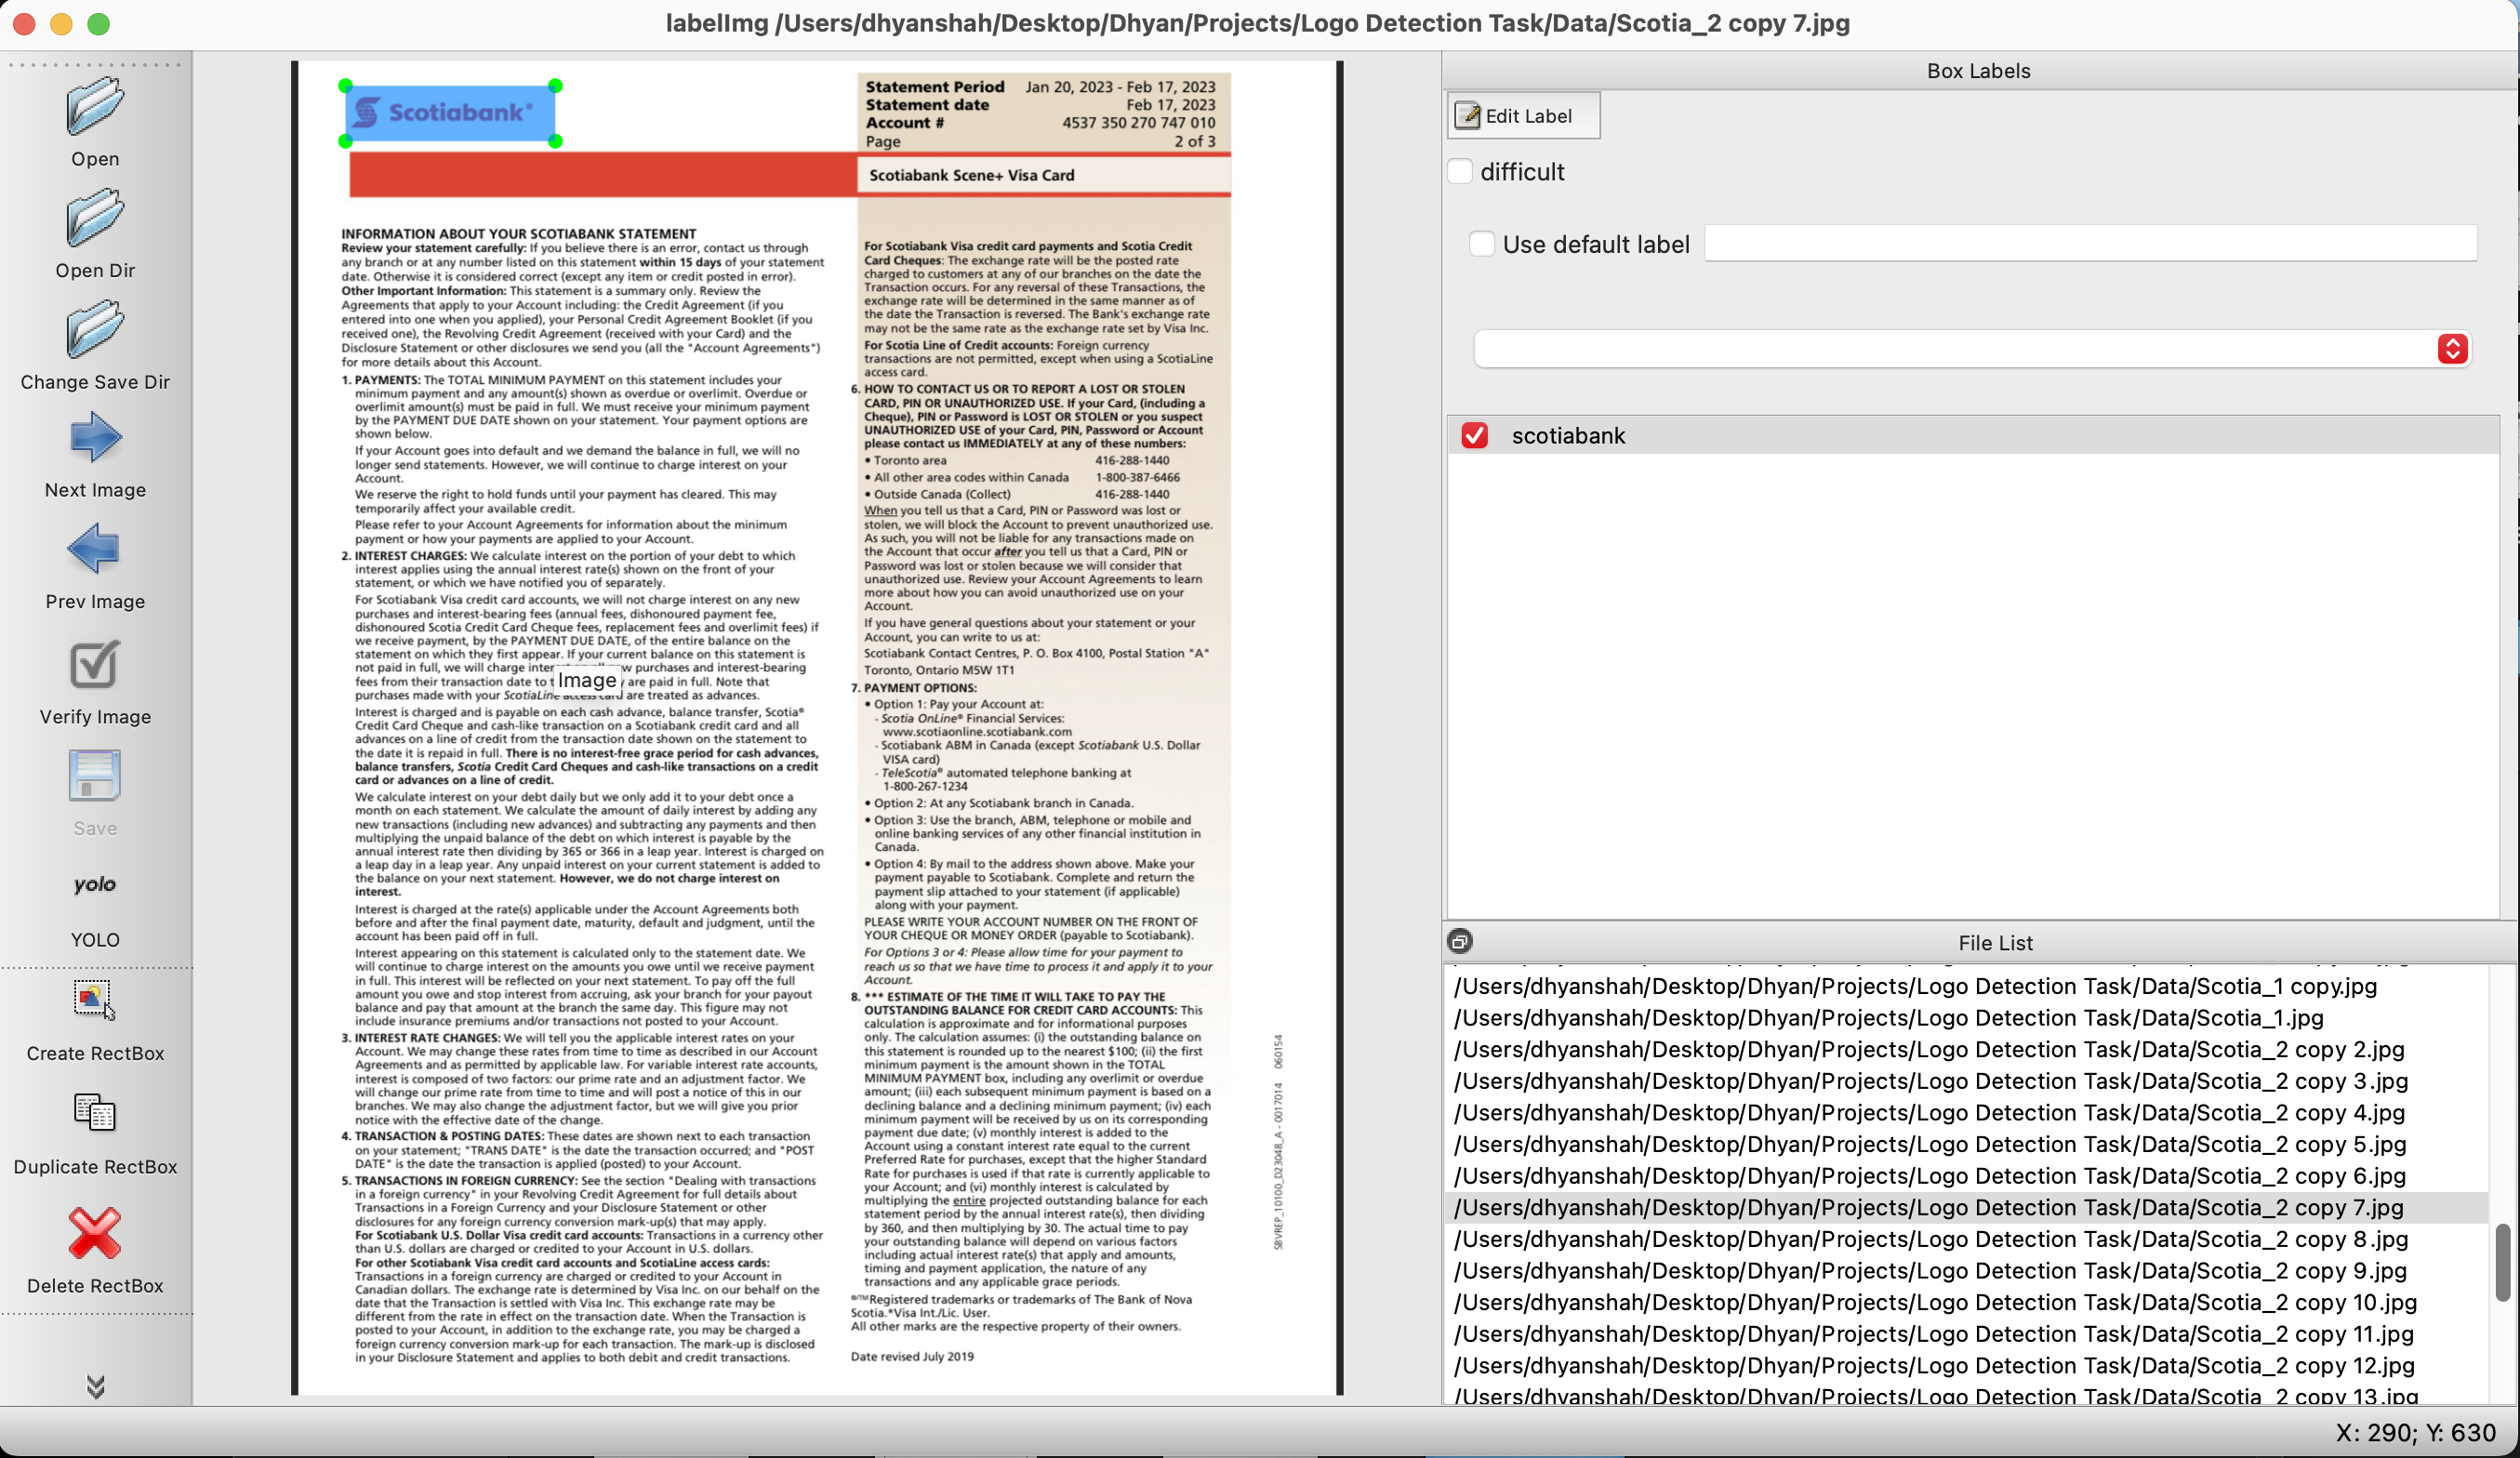 labelImg /Users/dhyanshah/Desktop/Dhyan/Projects/Logo Detection Task/Data/Scotia_2 copy 7.jpg
Open
Open Dir
Change Save Dir
Next Image
Prev Image
Verify Image
Save
yolo
YOLO
Create RectBox
Duplicate RectBox
Delete RectBox
Scotiabank®
Statement Period Jan 20, 2023 - Feb 17, 2023
Statement date Feb 17, 2023
Account # 4537 350 270 747 010
Page 2 of 3
Scotiabank Scene+ Visa Card
INFORMATION ABOUT YOUR SCOTIABANK STATEMENT
Review your statement carefully: If you believe there is an error, contact us through
any branch or at any number listed on this statement within 15 days of your statement
date. Otherwise it is considered correct (except any item or credit posted in error).
Other Important Information: This statement is a summary only. Review the
Agreements that apply to your Account including: the Credit Agreement (if you
entered into one when you applied), your Personal Credit Agreement Booklet (if you
received one), the Revolving Credit Agreement (received with your Card) and the
Disclosure Statement or other disclosures we send you (all the "Account Agreements")
for more details about this Account.
1. PAYMENTS: The TOTAL MINIMUM PAYMENT on this statement includes your
minimum payment and any amount(s) shown as overdue or overlimit. Overdue or
overlimit amount(s) must be paid in full. We must receive your minimum payment
by the PAYMENT DUE DATE shown on your statement. Your payment options are
shown below.
If your Account goes into default and we demand the balance in full, we will no
longer send statements. However, we will continue to charge interest on your
Account.
We reserve the right to hold funds until your payment has cleared. This may
temporarily affect your available credit.
Please refer to your Account Agreements for information about the minimum
payment or how your payments are applied to your Account.
2. INTEREST CHARGES: We calculate interest on the portion of your debt to which
interest applies using the annual interest rate(s) shown on the front of your
statement, or which we have notified you of separately.
For Scotiabank Visa credit card accounts, we will not charge interest on any new
purchases and interest-bearing fees (annual fees, dishonoured payment fee,
dishonoured Scotia Credit Card Cheque fees, replacement fees and overlimit fees) if
we receive payment, by the PAYMENT DUE DATE, of the entire balance on the
statement on which they first appear. If your current balance on this statement is
not paid in full, we will charge purchases and interest-bearing
fees from their transaction date to are paid in full. Note that
purchases made with your ScotiaLine access card are treated as advances.
Image
Interest is charged and is payable on each cash advance, balance transfer, Scotia®
Credit Card Cheque and cash-like transaction on a Scotiabank credit card and all
advances on a line of credit from the transaction date shown on the statement to
the date it is repaid in full. There is no interest-free grace period for cash advances,
balance transfers, Scotia Credit Card Cheques and cash-like transactions on a credit
card or advances on a line of credit.
We calculate interest on your debt daily but we only add it to your debt once a
month on each statement. We calculate the amount of daily interest by adding any
new transactions (including new advances) and subtracting any payments and then
multiplying the unpaid balance of the debt on which interest is payable by the
annual interest rate then dividing by 365 or 366 in a leap year. Interest is charged on
a leap day in a leap year. Any unpaid interest on your current statement is added to
the balance on your next statement. However, we do not charge interest on
interest.
Interest is charged at the rate(s) applicable under the Account Agreements both
before and after the final payment date, maturity, default and judgment, until the
account has been paid off in full.
Interest appearing on this statement is calculated only to the statement date. We
will continue to charge interest on the amounts you owe until we receive payment
in full. This interest will be reflected on your next statement. To pay off the full
amount you owe and stop interest from accruing, ask your branch for your payout
balance and pay that amount at the branch the same day. This figure may not
include insurance premiums and/or transactions not posted to your Account.
3. INTEREST RATE CHANGES: We will tell you the applicable interest rates on your
Account. We may change these rates from time to time as described in our Account
Agreements and as permitted by applicable law. For variable interest rate accounts,
interest is composed of two factors: our prime rate and an adjustment factor. We
will change our prime rate from time to time and will post a notice of this in our
branches. We may also change the adjustment factor, but we will give you prior
notice with the effective date of the change.
4. TRANSACTION & POSTING DATES: These dates are shown next to each transaction
on your statement; "TRANS DATE" is the date the transaction occurred; and "POST
DATE" is the date the transaction is applied (posted) to your Account.
5. TRANSACTIONS IN FOREIGN CURRENCY: See the section "Dealing with transactions
in a foreign currency" in your Revolving Credit Agreement for full details about
Transactions in a Foreign Currency and your Disclosure Statement or other
disclosures for any foreign currency conversion mark-up(s) that may apply.
For Scotiabank U.S. Dollar Visa credit card accounts: Transactions in a currency other
than U.S. dollars are charged or credited to your Account in U.S. dollars.
For other Scotiabank Visa credit card accounts and ScotiaLine access cards:
Transactions in a foreign currency are charged or credited to your Account in
Canadian dollars. The exchange rate is determined by Visa Inc. on our behalf on the
date that the Transaction is settled with Visa Inc. This exchange rate may be
different from the rate in effect on the transaction date. When the Transaction is
posted to your Account, in addition to the exchange rate, you may be charged a
foreign currency conversion mark-up for each transaction. The mark-up is disclosed
in your Disclosure Statement and applies to both debit and credit transactions.
For Scotiabank Visa credit card payments and Scotia Credit
Card Cheques: The exchange rate will be the posted rate
charged to customers at any of our branches on the date the
Transaction occurs. For any reversal of these Transactions, the
exchange rate will be determined in the same manner as of
the date the Transaction is reversed. The Bank's exchange rate
may not be the same rate as the exchange rate set by Visa Inc.
For Scotia Line of Credit accounts: Foreign currency
transactions are not permitted, except when using a ScotiaLine
access card.
6. HOW TO CONTACT US OR TO REPORT A LOST OR STOLEN
CARD, PIN OR UNAUTHORIZED USE. If your Card, (including a
Cheque), PIN or Password is LOST OR STOLEN or you suspect
UNAUTHORIZED USE of your Card, PIN, Password or Account
please contact us IMMEDIATELY at any of these numbers:
• Toronto area 416-288-1440
• All other area codes within Canada 1-800-387-6466
• Outside Canada (Collect) 416-288-1440
When you tell us that a Card, PIN or Password was lost or
stolen, we will block the Account to prevent unauthorized use.
As such, you will not be liable for any transactions made on
the Account that occur after you tell us that a Card, PIN or
Password was lost or stolen because we will consider that
unauthorized use. Review your Account Agreements to learn
more about how you can avoid unauthorized use on your
Account.
If you have general questions about your statement or your
Account, you can write to us at:
Scotiabank Contact Centres, P. O. Box 4100, Postal Station "A"
Toronto, Ontario M5W 1T1
7. PAYMENT OPTIONS:
• Option 1: Pay your Account at:
- Scotia OnLine® Financial Services:
www.scotiaonline.scotiabank.com
- Scotiabank ABM in Canada (except Scotiabank U.S. Dollar
VISA card)
- TeleScotia® automated telephone banking at
1-800-267-1234
• Option 2: At any Scotiabank branch in Canada.
• Option 3: Use the branch, ABM, telephone or mobile and
online banking services of any other financial institution in
Canada.
• Option 4: By mail to the address shown above. Make your
payment payable to Scotiabank. Complete and return the
payment slip attached to your statement (if applicable)
along with your payment.
PLEASE WRITE YOUR ACCOUNT NUMBER ON THE FRONT OF
YOUR CHEQUE OR MONEY ORDER (payable to Scotiabank).
For Options 3 or 4: Please allow time for your payment to
reach us so that we have time to process it and apply it to your
Account.
8. *** ESTIMATE OF THE TIME IT WILL TAKE TO PAY THE
OUTSTANDING BALANCE FOR CREDIT CARD ACCOUNTS: This
calculation is approximate and for informational purposes
only. The calculation assumes: (i) the outstanding balance on
this statement is rounded up to the nearest $100; (ii) the first
minimum payment is the amount shown in the TOTAL
MINIMUM PAYMENT box, including any overlimit or overdue
amount; (iii) each subsequent minimum payment is based on a
declining balance and a declining minimum payment; (iv) each
minimum payment will be received by us on its corresponding
payment due date; (v) monthly interest is added to the
Account using a constant interest rate equal to the current
Preferred Rate for purchases, except that the higher Standard
Rate for purchases is used if that rate is currently applicable to
your Account; and (vi) monthly interest is calculated by
multiplying the entire projected outstanding balance for each
statement period by the annual interest rate(s), then dividing
by 360, and then multiplying by 30. The actual time to pay
your outstanding balance will depend on various factors
including actual interest rate(s) that apply and amounts,
timing and payment application, the nature of any
transactions and any applicable grace periods.
®/™Registered trademarks or trademarks of The Bank of Nova
Scotia.*Visa Int./Lic. User.
All other marks are the respective property of their owners.
Date revised July 2019
SBVREP_10100_D23048_A - 0017014 060154
Box Labels
Edit Label
difficult
Use default label
scotiabank
File List
/Users/dhyanshah/Desktop/Dhyan/Projects/Logo Detection Task/Data/Scotia_1 copy.jpg
/Users/dhyanshah/Desktop/Dhyan/Projects/Logo Detection Task/Data/Scotia_1.jpg
/Users/dhyanshah/Desktop/Dhyan/Projects/Logo Detection Task/Data/Scotia_2 copy 2.jpg
/Users/dhyanshah/Desktop/Dhyan/Projects/Logo Detection Task/Data/Scotia_2 copy 3.jpg
/Users/dhyanshah/Desktop/Dhyan/Projects/Logo Detection Task/Data/Scotia_2 copy 4.jpg
/Users/dhyanshah/Desktop/Dhyan/Projects/Logo Detection Task/Data/Scotia_2 copy 5.jpg
/Users/dhyanshah/Desktop/Dhyan/Projects/Logo Detection Task/Data/Scotia_2 copy 6.jpg
/Users/dhyanshah/Desktop/Dhyan/Projects/Logo Detection Task/Data/Scotia_2 copy 7.jpg
/Users/dhyanshah/Desktop/Dhyan/Projects/Logo Detection Task/Data/Scotia_2 copy 8.jpg
/Users/dhyanshah/Desktop/Dhyan/Projects/Logo Detection Task/Data/Scotia_2 copy 9.jpg
/Users/dhyanshah/Desktop/Dhyan/Projects/Logo Detection Task/Data/Scotia_2 copy 10.jpg
/Users/dhyanshah/Desktop/Dhyan/Projects/Logo Detection Task/Data/Scotia_2 copy 11.jpg
/Users/dhyanshah/Desktop/Dhyan/Projects/Logo Detection Task/Data/Scotia_2 copy 12.jpg
/Users/dhyanshah/Desktop/Dhyan/Projects/Logo Detection Task/Data/Scotia_2 copy 13.jpg
X: 290; Y: 630